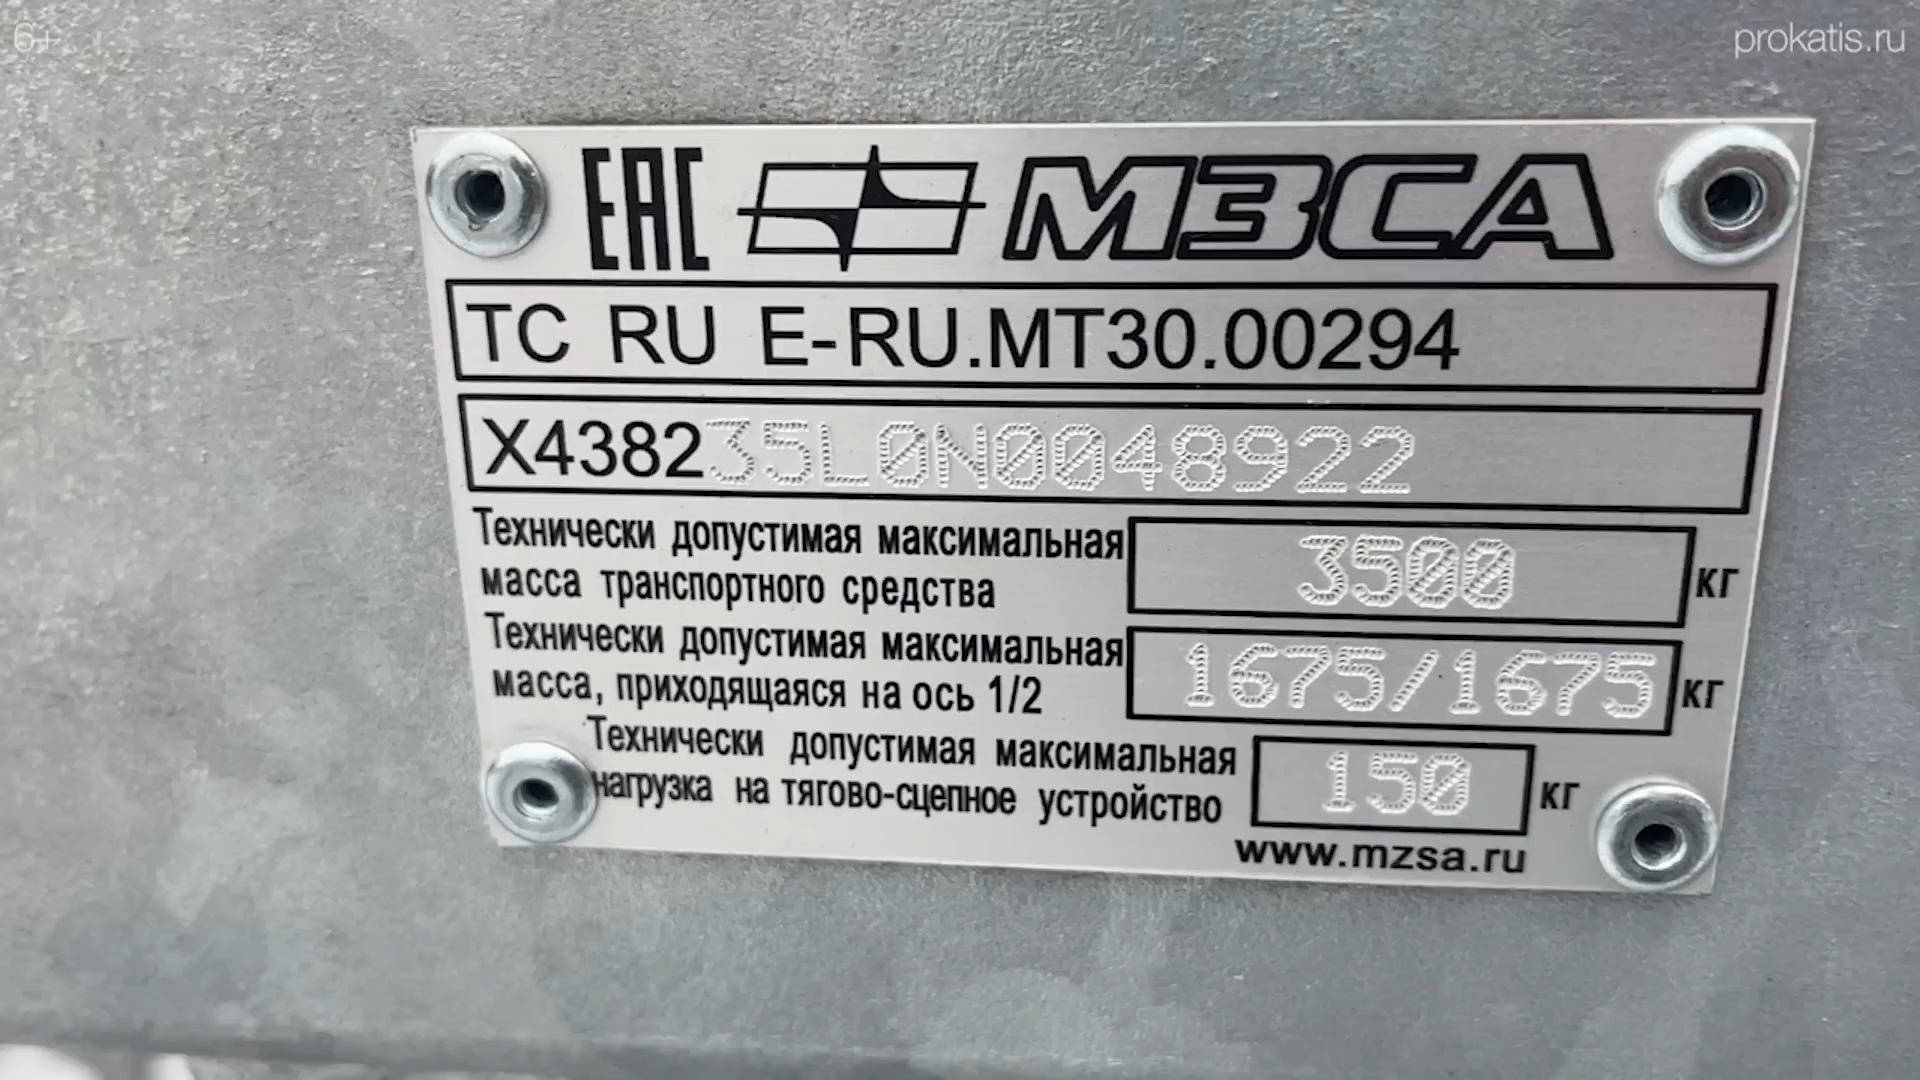 6+
prokatis.ru
ЕАС МЗСА
ТС RU E-RU.MT30.00294
X438235L0N0048922
Технически допустимая максимальная
масса транспортного средства 3500 кг
Технически допустимая максимальная
масса, приходящаяся на ось 1/2 1675/1675 кг
Технически допустимая максимальная
нагрузка на тягово-сцепное устройство 150 кг
www.mzsa.ru